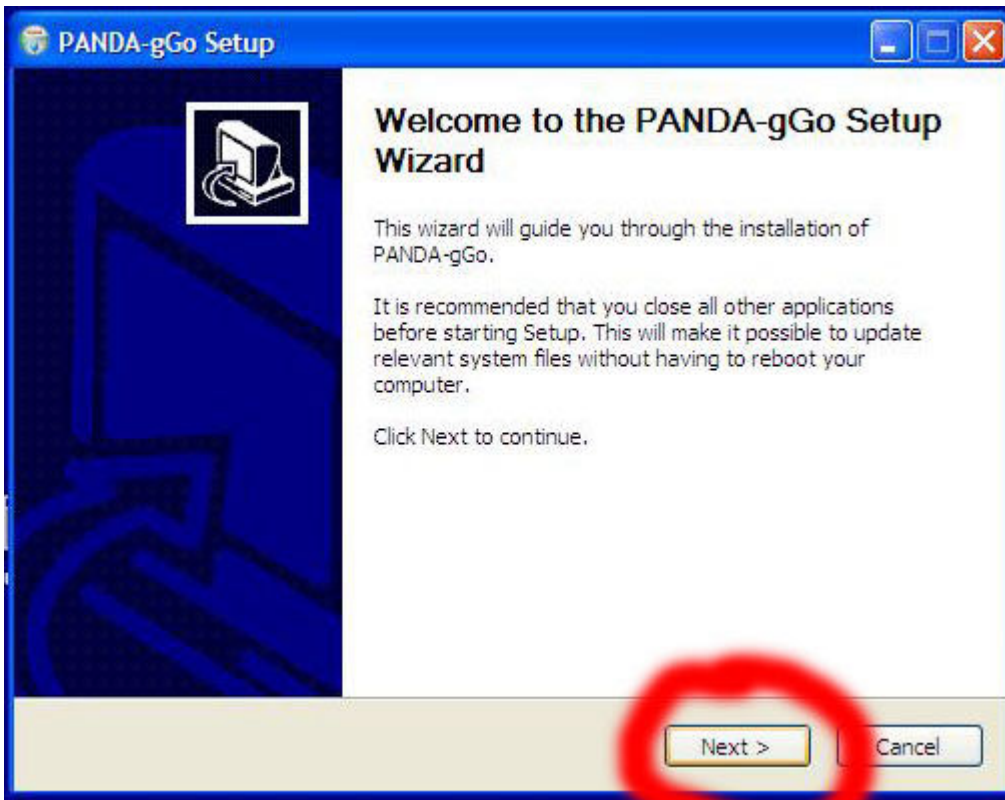 PANDA-gGo Setup
Welcome to the PANDA-gGo Setup
Wizard
This wizard will guide you through the installation of
PANDA-gGo.
It is recommended that you close all other applications
before starting Setup. This will make it possible to update
relevant system files without having to reboot your
computer.
Click Next to continue.
Next >
Cancel